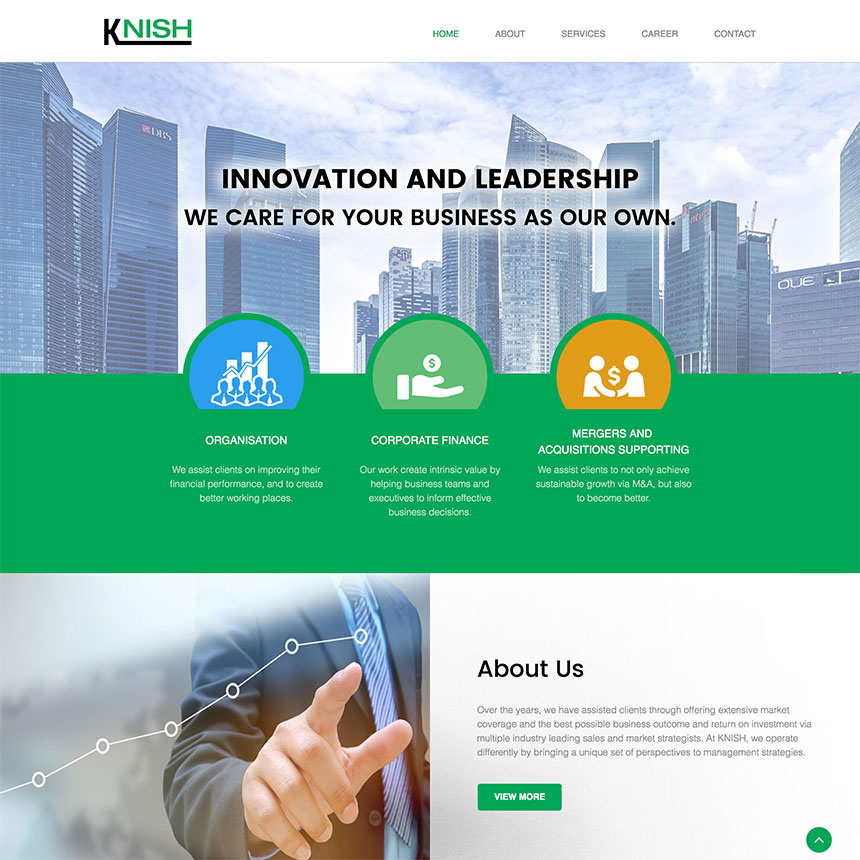 KNISH
HOME ABOUT SERVICES CAREER CONTACT
DBS
INNOVATION AND LEADERSHIP
WE CARE FOR YOUR BUSINESS AS OUR OWN.
OUE
ORGANISATION
We assist clients on improving their
financial performance, and to create
better working places.
CORPORATE FINANCE
Our work create intrinsic value by
helping business teams and
executives to inform effective
business decisions.
MERGERS AND
ACQUISITIONS SUPPORTING
We assist clients to not only achieve
sustainable growth via M&A, but also
to become better.
About Us
Over the years, we have assisted clients through offering extensive market
coverage and the best possible business outcome and return on investment via
multiple industry leading sales and market strategists. At KNISH, we operate
differently by bringing a unique set of perspectives to management strategies.
VIEW MORE